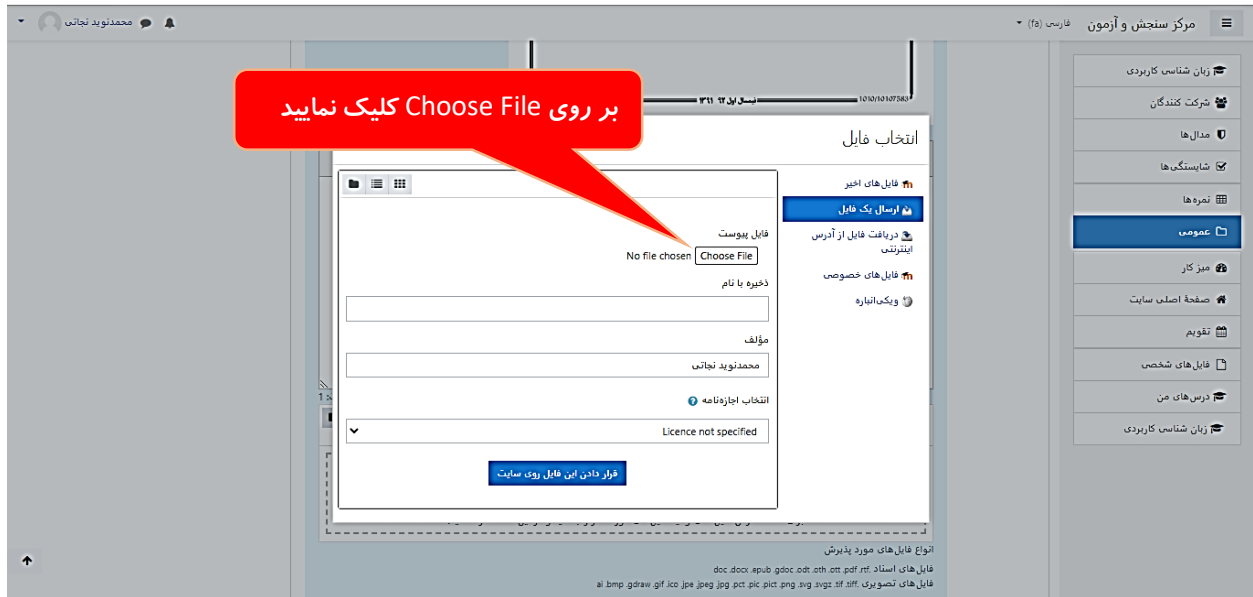 مرکز سنجش و آزمون
فارسی (fa)
محمدنوید نجاتی
زبان شناسی کاربردی
شرکت کنندگان
مدال‌ها
شایستگی‌ها
نمره‌ها
عمومی
میز کار
صفحهٔ اصلی سایت
تقویم
فایل‌های شخصی
درس‌های من
زبان شناسی کاربردی
1010/10107583
نیمسال اول ۹۲
بر روی Choose File کلیک نمایید
انتخاب فایل
فایل‌های اخیر
ارسال یک فایل
دریافت فایل از آدرس
اینترنتی
فایل‌های خصوصی
ویکی‌انباره
فایل پیوست
Choose File No file chosen
ذخیره با نام
مؤلف
محمدنوید نجاتی
انتخاب اجازه‌نامه
Licence not specified
قرار دادن این فایل روی سایت
انواع فایل‌های مورد پذیرش
فایل‌های اسناد .doc .docx .epub .gdoc .odt .oth .ott .pdf .rtf
فایل‌های تصویری .ai .bmp .gdraw .gif .ico .jpe .jpeg .jpg .pct .pic .pict .png .svg .svgz .tif .tiff